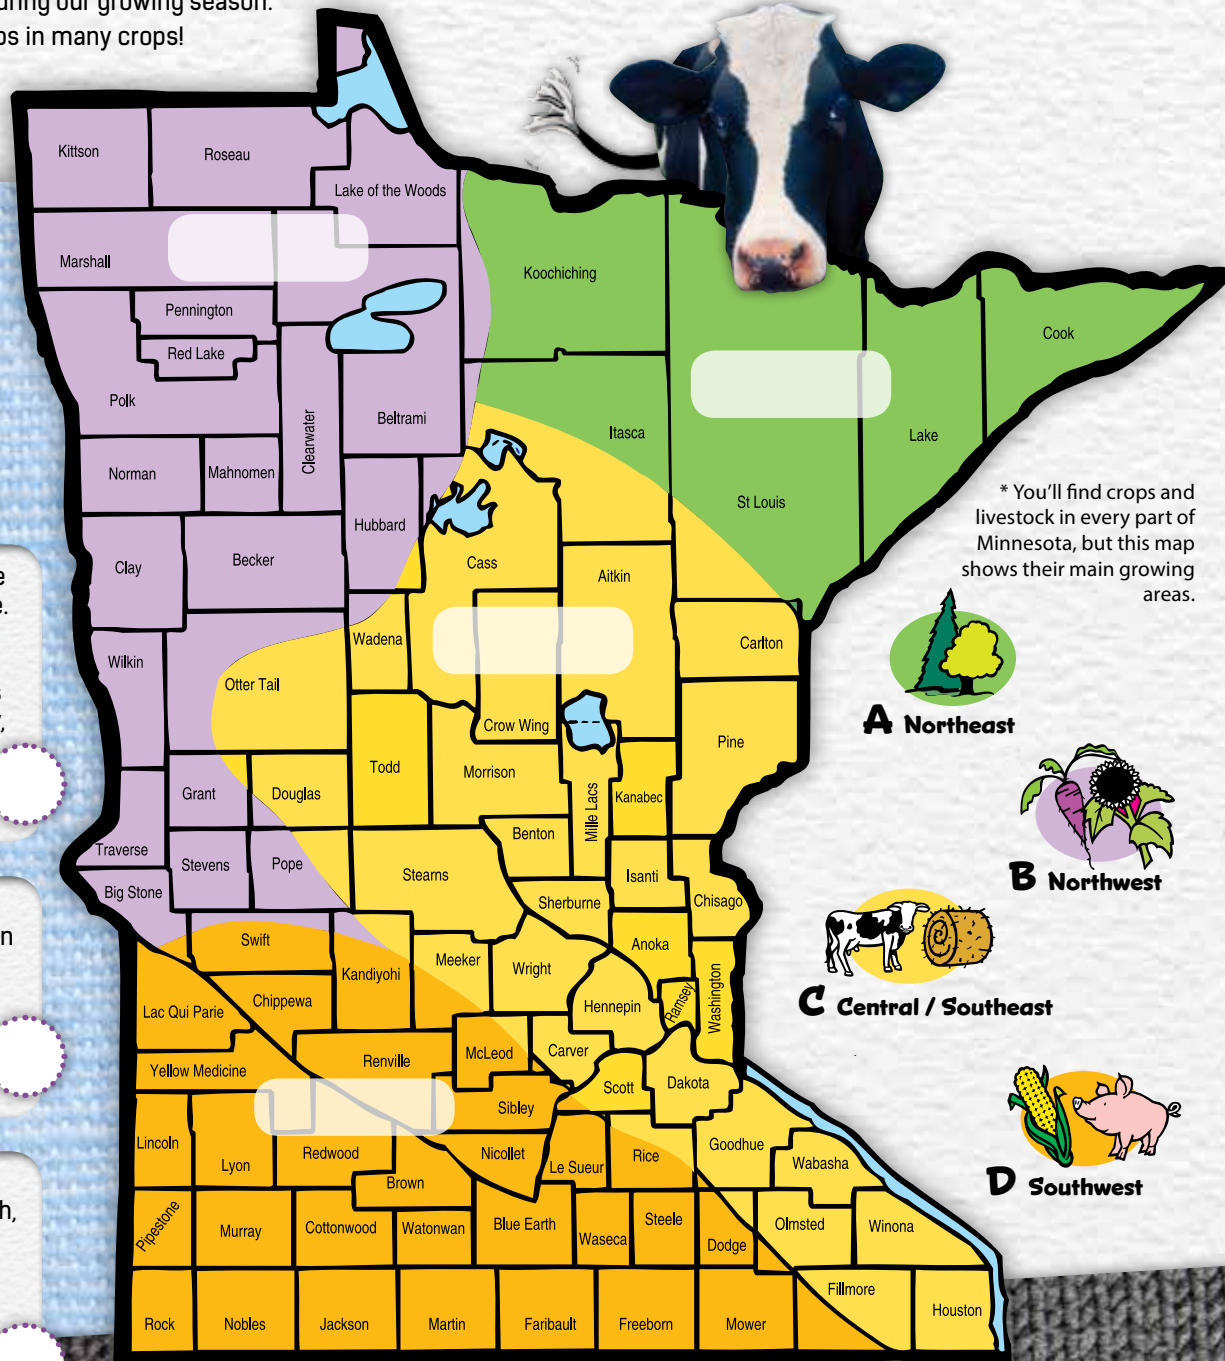 uring our growing season.
ps in many crops!
Kittson
Roseau
Lake of the Woods
Marshall
Koochiching
Pennington
Cook
Red Lake
Polk
Beltrami
Clearwater
Itasca
Lake
Norman
Mahnomen
St Louis
* You'll find crops and
livestock in every part of
Minnesota, but this map
shows their main growing
areas.
Hubbard
Clay
Becker
Cass
Aitkin
e
e.
Wadena
Carlton
Wilkin
Otter Tail
s
A Northeast
Crow Wing
Pine
y,
Todd
Morrison
Grant
Douglas
Mille Lacs
Kanabec
Benton
Traverse
Stevens
Pope
Stearns
Isanti
B Northwest
Big Stone
Sherburne
Chisago
n
Swift
Anoka
Kandiyohi
Meeker
Wright
Chippewa
Lac Qui Parie
Hennepin
Ramsey
Washington
C Central / Southeast
Renville
McLeod
Carver
Yellow Medicine
Scott
Dakota
Sibley
Lincoln
Goodhue
Lyon
Redwood
Nicollet
Le Sueur
Rice
Wabasha
D Southwest
Brown
h,
Pipestone
Murray
Cottonwood
Watonwan
Blue Earth
Waseca
Steele
Dodge
Olmsted
Winona
Fillmore
Houston
Rock
Nobles
Jackson
Martin
Faribault
Freeborn
Mower